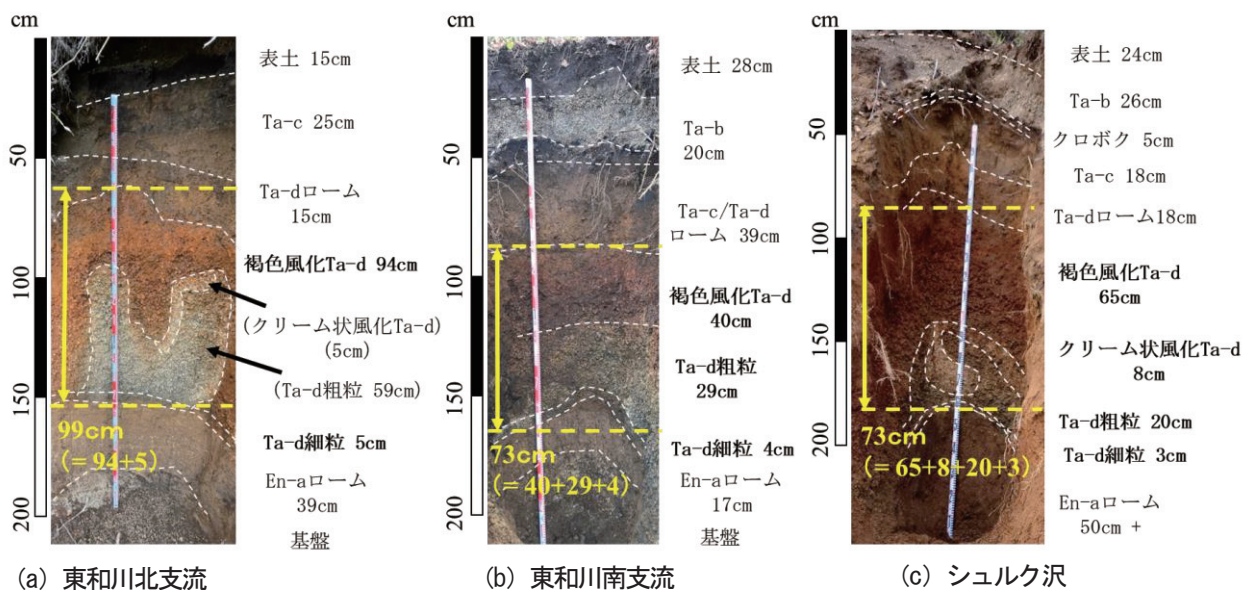 cm
50
100
150
200
表土 15cm
Ta-c 25cm
Ta-dローム
15cm
褐色風化Ta-d 94cm
(クリーム状風化Ta-d)
(5cm)
(Ta-d粗粒 59cm)
Ta-d細粒 5cm
En-aローム
39cm
基盤
99cm
(=94+5)
(a) 東和川北支流
cm
50
100
150
200
表土 28cm
Ta-b
20cm
Ta-c/Ta-d
ローム 39cm
褐色風化Ta-d
40cm
Ta-d粗粒
29cm
Ta-d細粒 4cm
En-aローム
17cm
基盤
73cm
(=40+29+4)
(b) 東和川南支流
cm
50
100
150
200
表土 24cm
Ta-b 26cm
クロボク 5cm
Ta-c 18cm
Ta-dローム18cm
褐色風化Ta-d
65cm
クリーム状風化Ta-d
8cm
Ta-d粗粒 20cm
Ta-d細粒 3cm
En-aローム
50cm +
73cm
(=65+8+20+3)
(c) シュルク沢